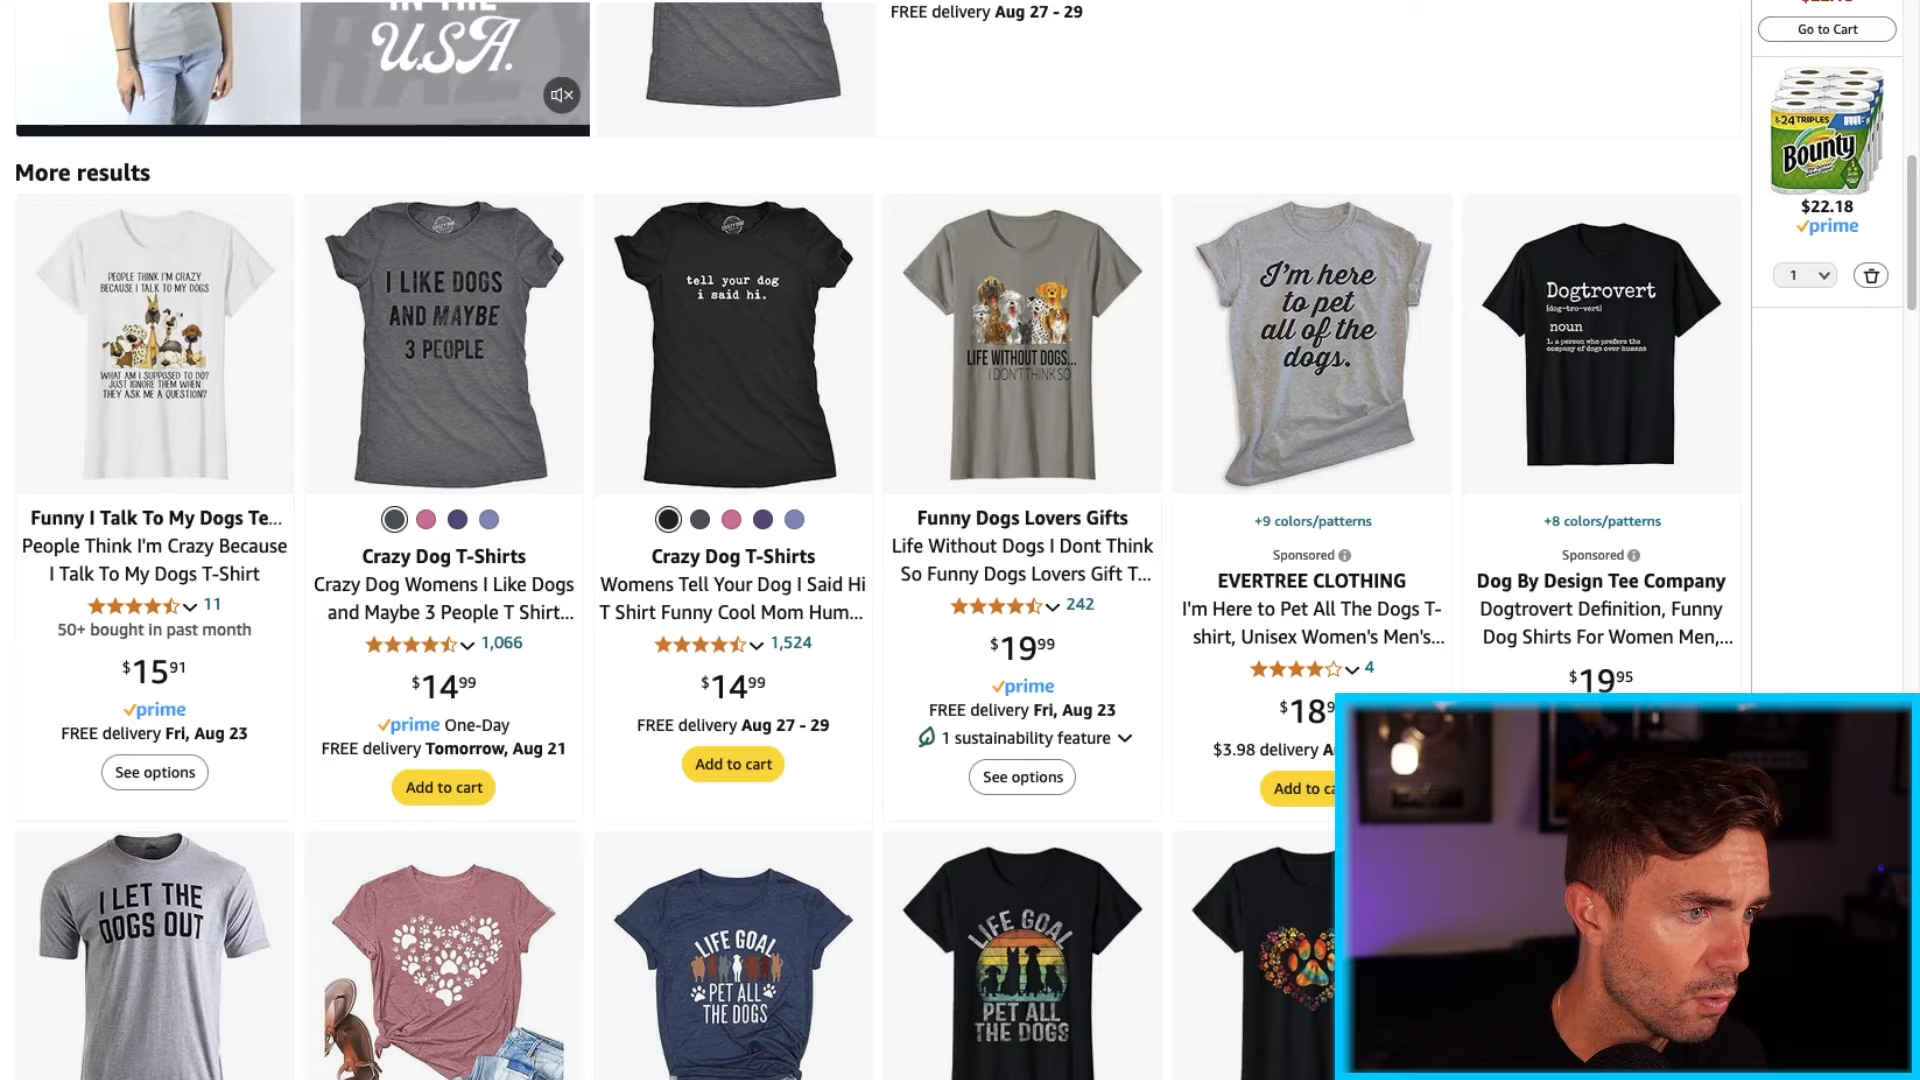 IN THE
U.S.A.
FREE delivery Aug 27 - 29
Go to Cart
8=24 TRIPLES
Bounty
$22.18
prime
1
More results
PEOPLE THINK I'M CRAZY
BECAUSE I TALK TO MY DOGS
WHAT AM I SUPPOSED TO DO?
JUST IGNORE THEM WHEN
THEY ASK ME A QUESTION?
Funny I Talk To My Dogs Te...
People Think I'm Crazy Because
I Talk To My Dogs T-Shirt
11
50+ bought in past month
$15.91
prime
FREE delivery Fri, Aug 23
See options
I LIKE DOGS
AND MAYBE
3 PEOPLE
Crazy Dog T-Shirts
Crazy Dog Womens I Like Dogs
and Maybe 3 People T Shirt...
1,066
$14.99
prime One-Day
FREE delivery Tomorrow, Aug 21
Add to cart
tell your dog
i said hi.
Crazy Dog T-Shirts
Womens Tell Your Dog I Said Hi
T Shirt Funny Cool Mom Hum...
1,524
$14.99
FREE delivery Aug 27 - 29
Add to cart
LIFE WITHOUT DOGS...
I DON'T THINK SO
Funny Dogs Lovers Gifts
Life Without Dogs I Dont Think
So Funny Dogs Lovers Gift T...
242
$19.99
prime
FREE delivery Fri, Aug 23
1 sustainability feature
See options
I'm here
to pet
all of the
dogs.
+9 colors/patterns
Sponsored
EVERTREE CLOTHING
I'm Here to Pet All The Dogs T-
shirt, Unisex Women's Men's...
4
$18.9
$3.98 delivery A
Add to ca
Dogtrovert
[dog-tro-vert]
noun
1. a person who prefers the
company of dogs over humans
+8 colors/patterns
Sponsored
Dog By Design Tee Company
Dogtrovert Definition, Funny
Dog Shirts For Women Men,...
$19.95
I LET THE
DOGS OUT
LIFE GOAL
PET ALL
THE DOGS
LIFE GOAL
PET ALL
THE DOGS